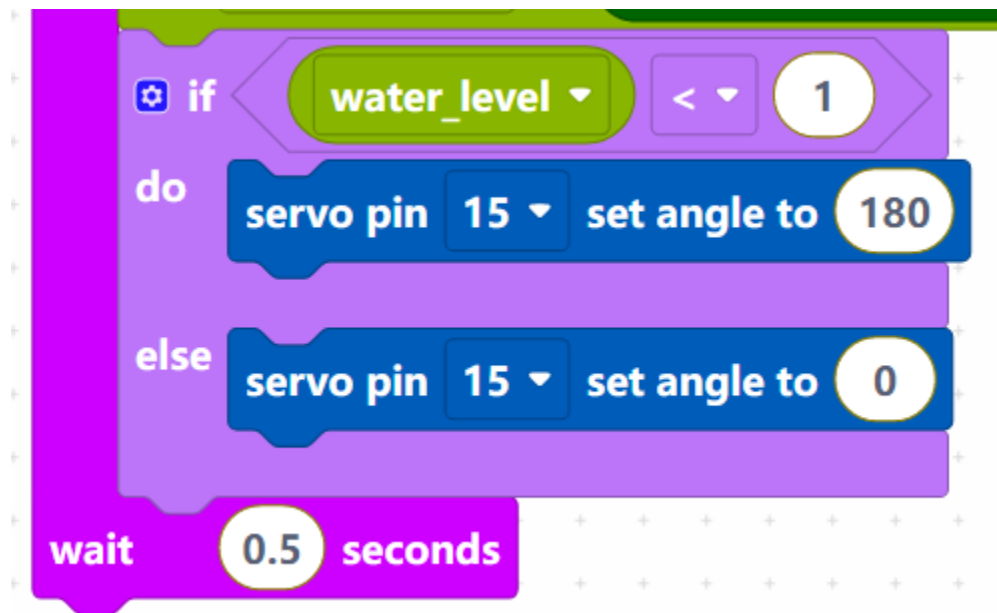 if water_level < 1
do
servo pin 15 set angle to 180
else
servo pin 15 set angle to 0
wait 0.5 seconds